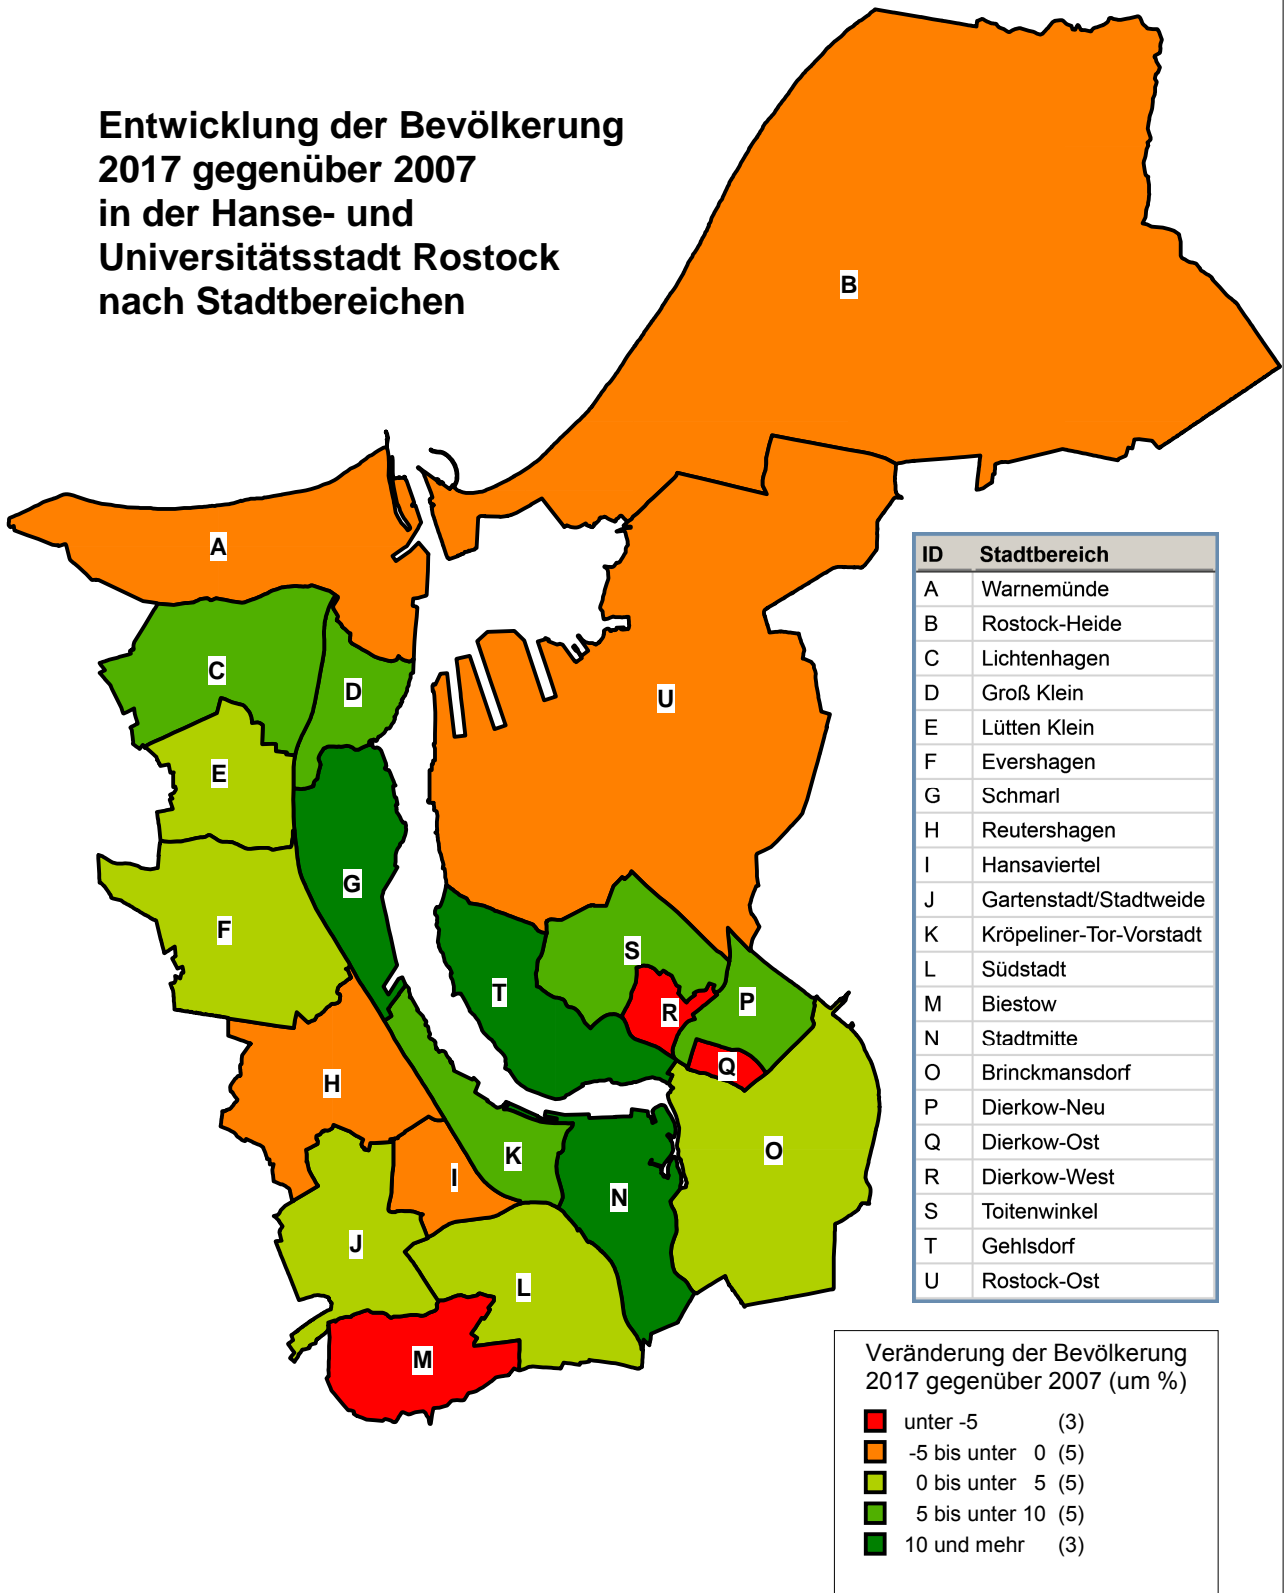 Entwicklung der Bevölkerung
2017 gegenüber 2007
in der Hanse- und
Universitätsstadt Rostock
nach Stadtbereichen
B
A
C
D
U
E
G
F
S
T
R
P
Q
H
K
O
I
N
J
L
M
ID Stadtbereich
A Warnemünde
B Rostock-Heide
C Lichtenhagen
D Groß Klein
E Lütten Klein
F Evershagen
G Schmarl
H Reutershagen
I Hansaviertel
J Gartenstadt/Stadtweide
K Kröpeliner-Tor-Vorstadt
L Südstadt
M Biestow
N Stadtmitte
O Brinckmansdorf
P Dierkow-Neu
Q Dierkow-Ost
R Dierkow-West
S Toitenwinkel
T Gehlsdorf
U Rostock-Ost
Veränderung der Bevölkerung
2017 gegenüber 2007 (um %)
unter -5 (3)
-5 bis unter 0 (5)
0 bis unter 5 (5)
5 bis unter 10 (5)
10 und mehr (3)